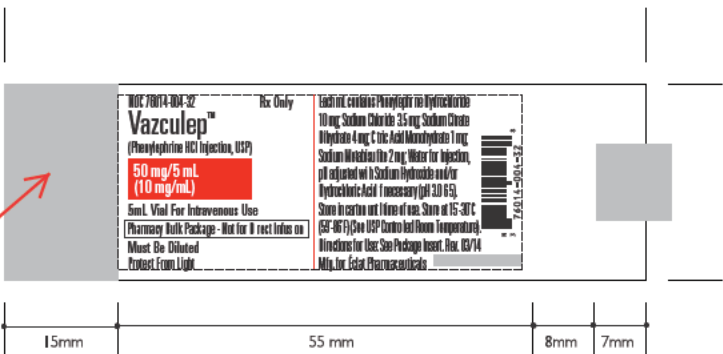 NDC 76014-004-32 Rx Only
Vazculep™
(Phenylephrine HCl Injection, USP)
50 mg/5 mL
(10 mg/mL)
5mL Vial For Intravenous Use
Pharmacy Bulk Package - Not for Direct Infusion
Must Be Diluted
Protect From Light
Each mL contains Phenylephrine Hydrochloride
10 mg Sodium Chloride 3.5 mg Sodium Citrate
Dihydrate 4 mg Citric Acid Monohydrate 1 mg
Sodium Metabisulfite 2 mg Water for Injection,
pH adjusted with Sodium Hydroxide and/or
Hydrochloric Acid if necessary (pH
Store in carton until time of use. Store at 15°-30°C
(59°-86°F) (See USP Controlled Room Temperature).
Directions for Use: See Package Insert. Rev. 03/14
Mfg. for: Éclat Pharmaceuticals
76014-004-32
3
3
15mm
55 mm
8mm
7mm